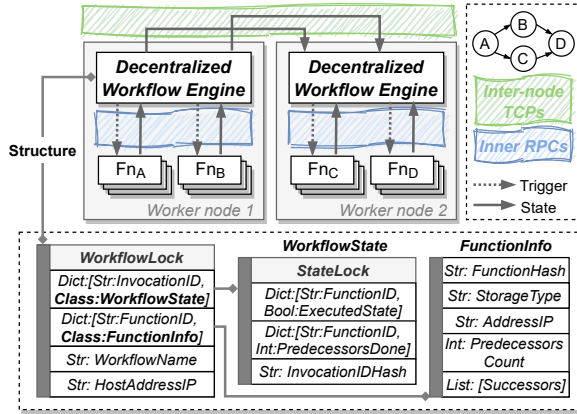 Decentralized
Workflow Engine
Decentralized
Workflow Engine
FnA
FnB
FnC
FnD
Worker node 1
Worker node 2
A
B
C
D
Inter-node
TCPs
Inner RPCs
Trigger
State
Structure
WorkflowLock
Dict:[Str:InvocationID,
Class:WorkflowState]
Dict:[Str:FunctionID,
Class:FunctionInfo]
Str: WorkflowName
Str: HostAddressIP
WorkflowState
StateLock
Dict:[Str:FunctionID,
Bool:ExecutedState]
Dict:[Str:FunctionID,
Int:PredecessorsDone]
Str: InvocationIDHash
FunctionInfo
Str: FunctionHash
Str: StorageType
Str: AddressIP
Int: Predecessors
Count
List: [Successors]